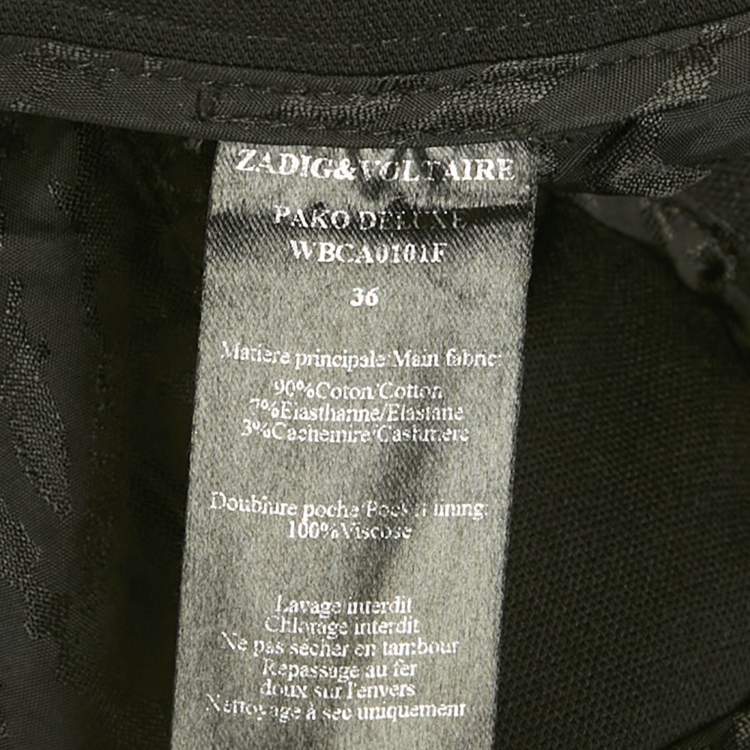 ZADIG&VOLTAIRE
PAKO DELUXE
WBCA0101F
36
Matière principale/Main fabric:
90%Coton/Cotton
7%Elasthanne/Elastane
3%Cachemire/Cashmere
Doublure poche/Pocket lining:
100%Viscose
Lavage interdit
Chlorage interdit
Ne pas sécher en tambour
Repassage au fer
doux sur l'envers
Nettoyage à sec uniquement